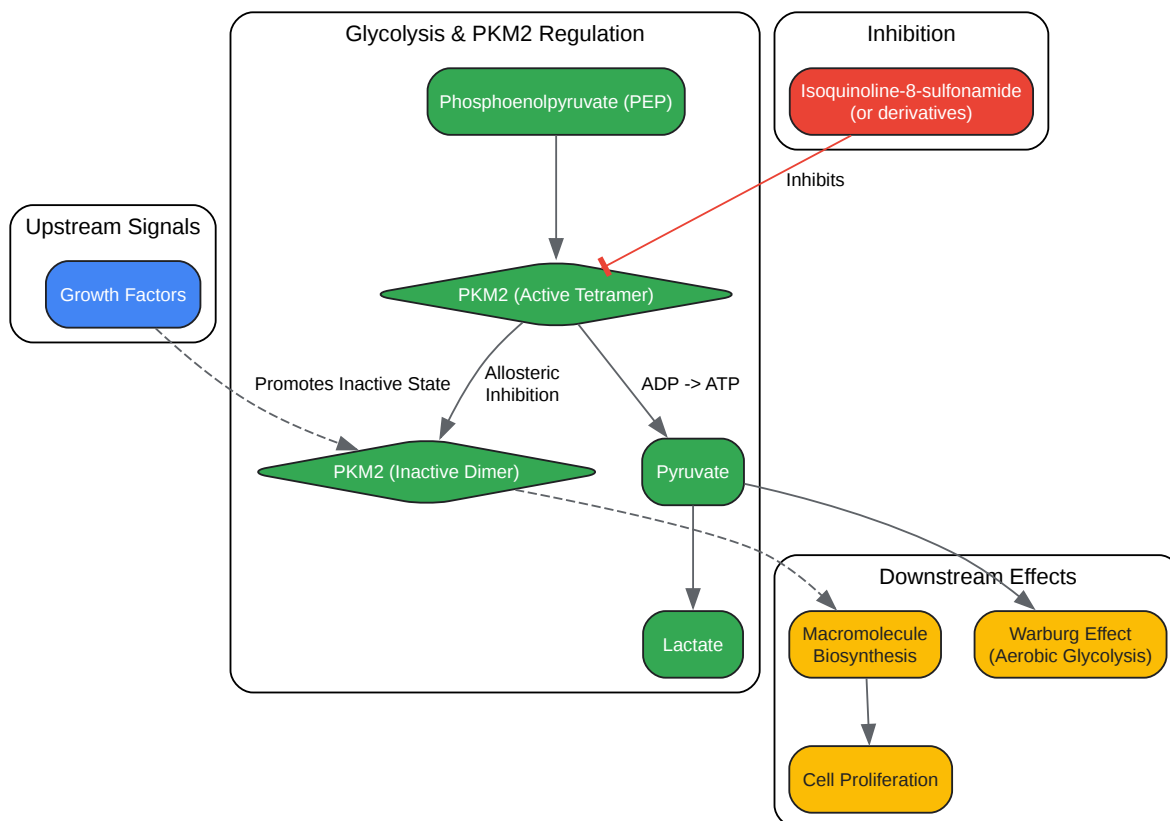 Glycolysis & PKM2 Regulation
Inhibition
Phosphoenolpyruvate (PEP)
Isoquinoline-8-sulfonamide
(or derivatives)
Inhibits
Upstream Signals
Growth Factors
PKM2 (Active Tetramer)
Promotes Inactive State
Allosteric
Inhibition
ADP -> ATP
PKM2 (Inactive Dimer)
Pyruvate
Downstream Effects
Lactate
Macromolecule
Biosynthesis
Warburg Effect
(Aerobic Glycolysis)
Cell Proliferation